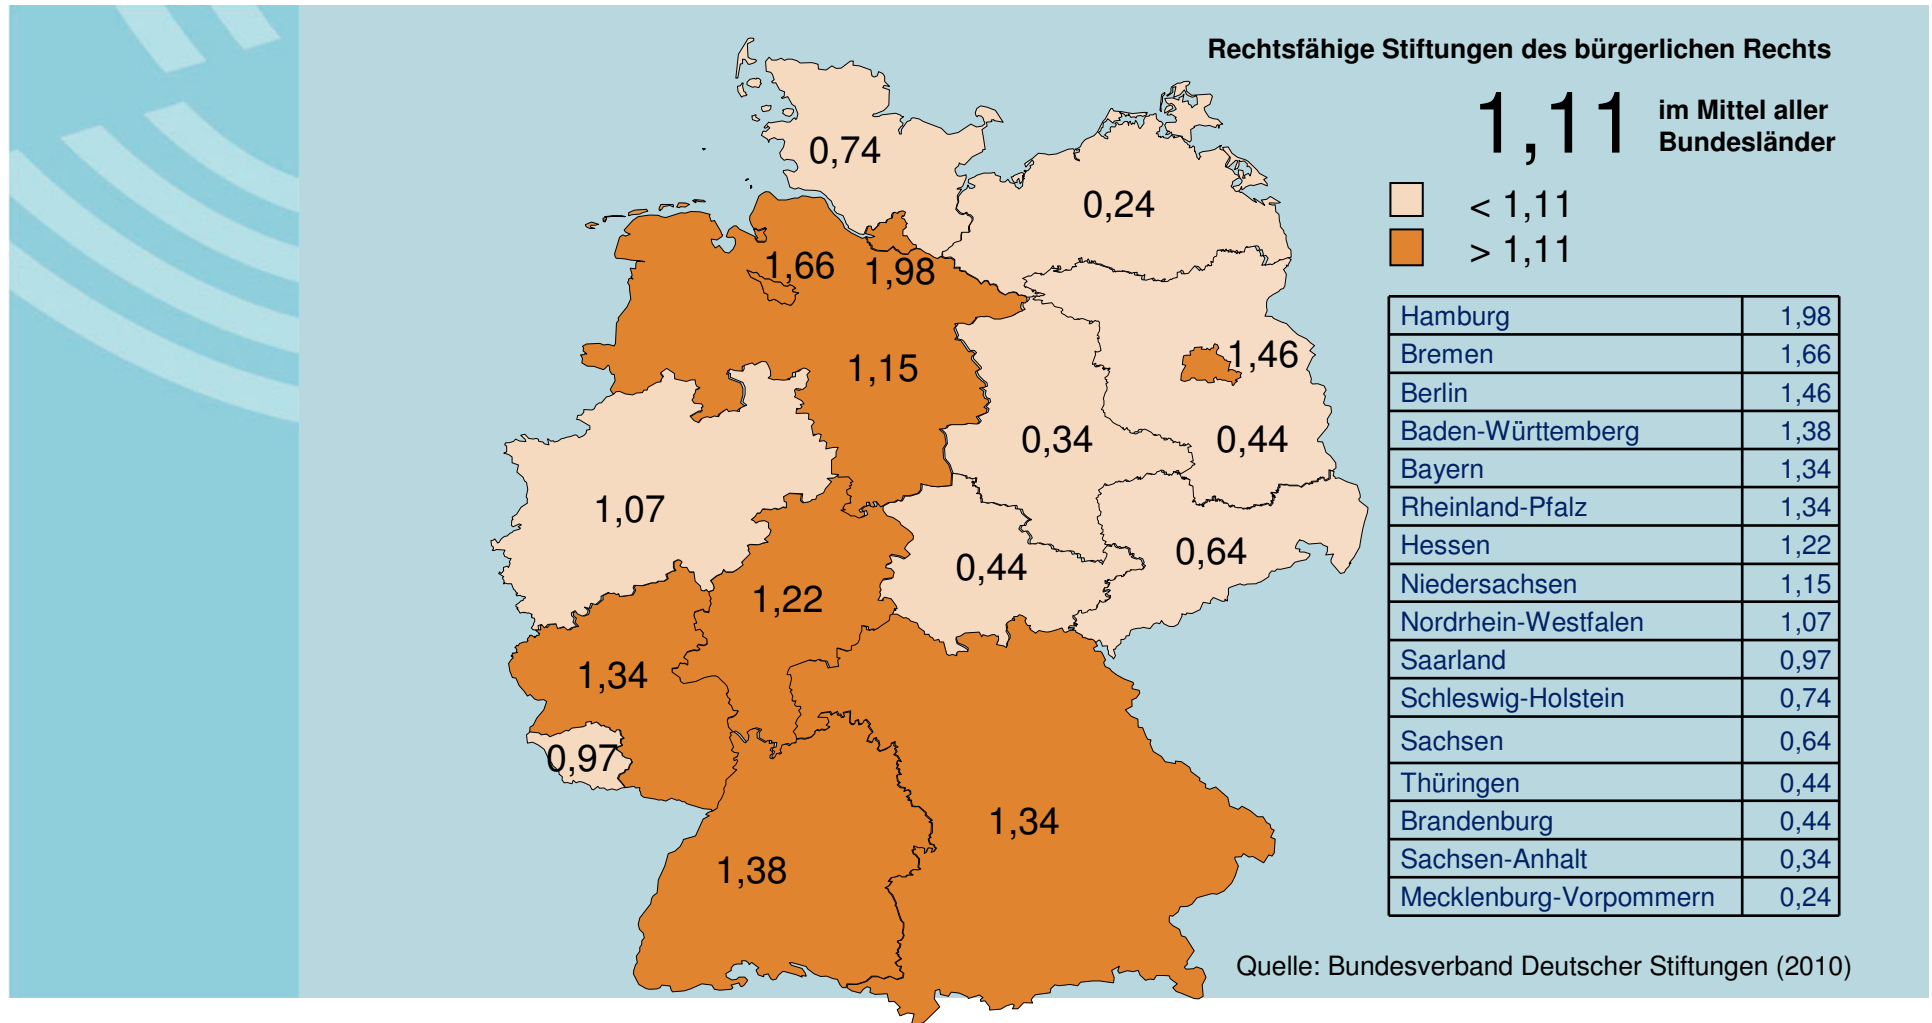 Rechtsfähige Stiftungen des bürgerlichen Rechts
1,11 im Mittel aller
Bundesländer
< 1,11
> 1,11
0,74
0,24
1,66
1,98
1,15
1,46
0,34
0,44
1,07
0,64
0,44
1,22
1,34
0,97
1,34
1,38
Hamburg 1,98
Bremen 1,66
Berlin 1,46
Baden-Württemberg 1,38
Bayern 1,34
Rheinland-Pfalz 1,34
Hessen 1,22
Niedersachsen 1,15
Nordrhein-Westfalen 1,07
Saarland 0,97
Schleswig-Holstein 0,74
Sachsen 0,64
Thüringen 0,44
Brandenburg 0,44
Sachsen-Anhalt 0,34
Mecklenburg-Vorpommern 0,24
Quelle: Bundesverband Deutscher Stiftungen (2010)